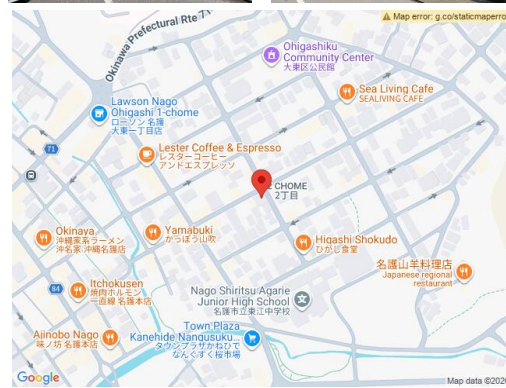 Map error: g.co/staticmaperro
Okinawa Prefectural Rte 71
Ohigashiku
Community Center
大東区公民館
Sea Living Cafe
SEALIVING CAFE
Lawson Nago
Ohigashi 1-chome
ローソン 名護
大東一丁目店
71
Lester Coffee & Espresso
レスターコーヒー
アンドエスプレッソ
2 CHOME
2丁目
Okinaya
沖縄家系ラーメン
沖名家 沖縄名護店
Yamabuki
かっぽう山吹
Higashi Shokudo
ひがし食堂
名護山羊料理店
Japanese regional
restaurant
84
Itchokusen
焼肉ホルモン
一直線 名護本店
Nago Shiritsu Agarie
Junior High School
名護市立東江中学校
Town Plaza
Kanehide Nangusuku...
タウンプラザかねひで
なんぐすく桜市場
Ajinobo Nago
味ノ坊 名護本店
Google
Map data ©202